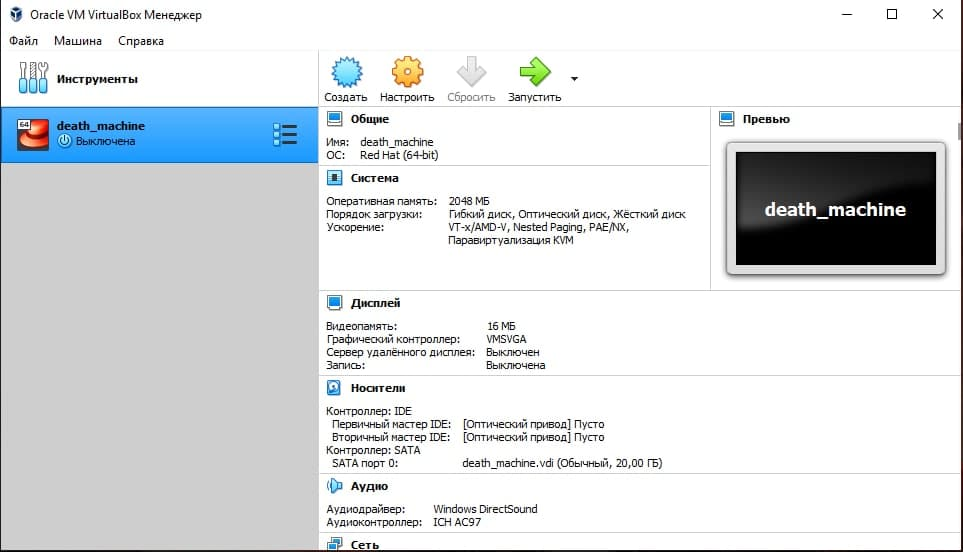 Oracle VM VirtualBox Менеджер
Файл Машина Справка
Инструменты
Создать Настроить Сбросить Запустить
64
death_machine
Выключена
Общие
Имя: death_machine
ОС: Red Hat (64-bit)
Превью
death_machine
Система
Оперативная память: 2048 МБ
Порядок загрузки: Гибкий диск, Оптический диск, Жёсткий диск
Ускорение: VT-x/AMD-V, Nested Paging, PAE/NX,
Паравиртуализация KVM
Дисплей
Видеопамять: 16 МБ
Графический контроллер: VMSVGA
Сервер удалённого дисплея: Выключен
Запись: Выключена
Носители
Контроллер: IDE
Первичный мастер IDE: [Оптический привод] Пусто
Вторичный мастер IDE: [Оптический привод] Пусто
Контроллер: SATA
SATA порт 0: death_machine.vdi (Обычный, 20,00 ГБ)
Аудио
Аудиодрайвер: Windows DirectSound
Аудиоконтроллер: ICH AC97
Сеть